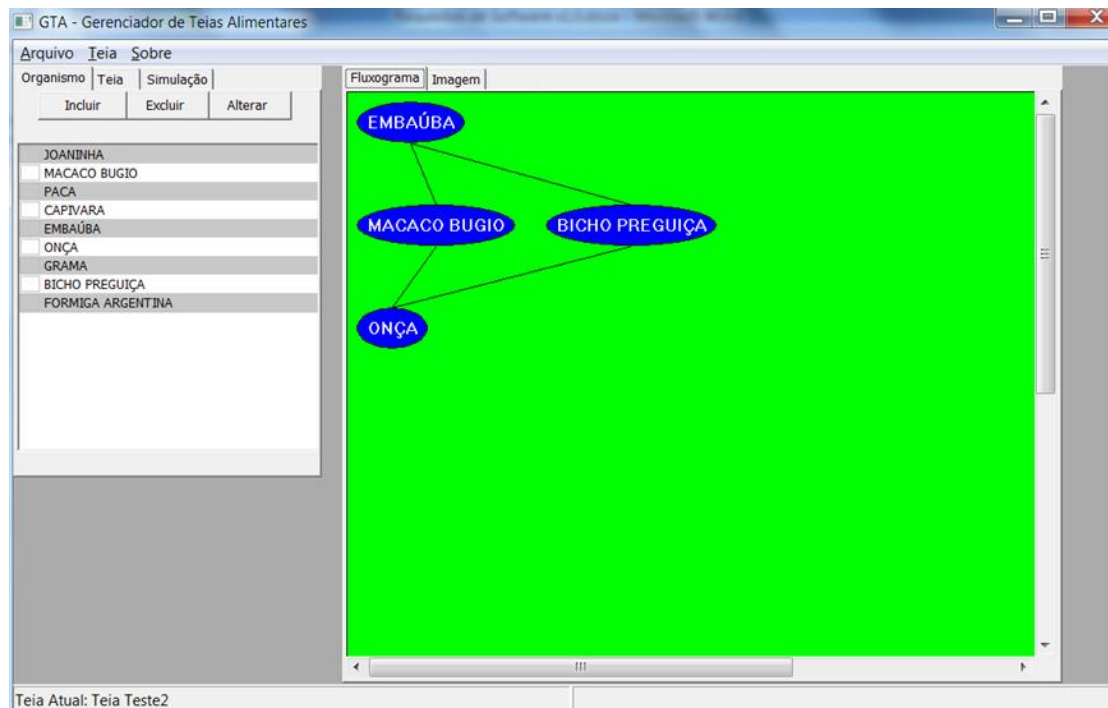 GTA - Gerenciador de Teias Alimentares
Arquivo Teia Sobre
Organismo Teia Simulação
Incluir Excluir Alterar
JOANINHA
MACACO BUGIO
PACA
CAPIVARA
EMBAÚBA
ONÇA
GRAMA
BICHO PREGUIÇA
FORMIGA ARGENTINA
Fluxograma Imagem
EMBAÚBA
MACACO BUGIO BICHO PREGUIÇA
ONÇA
Teia Atual: Teia Teste2